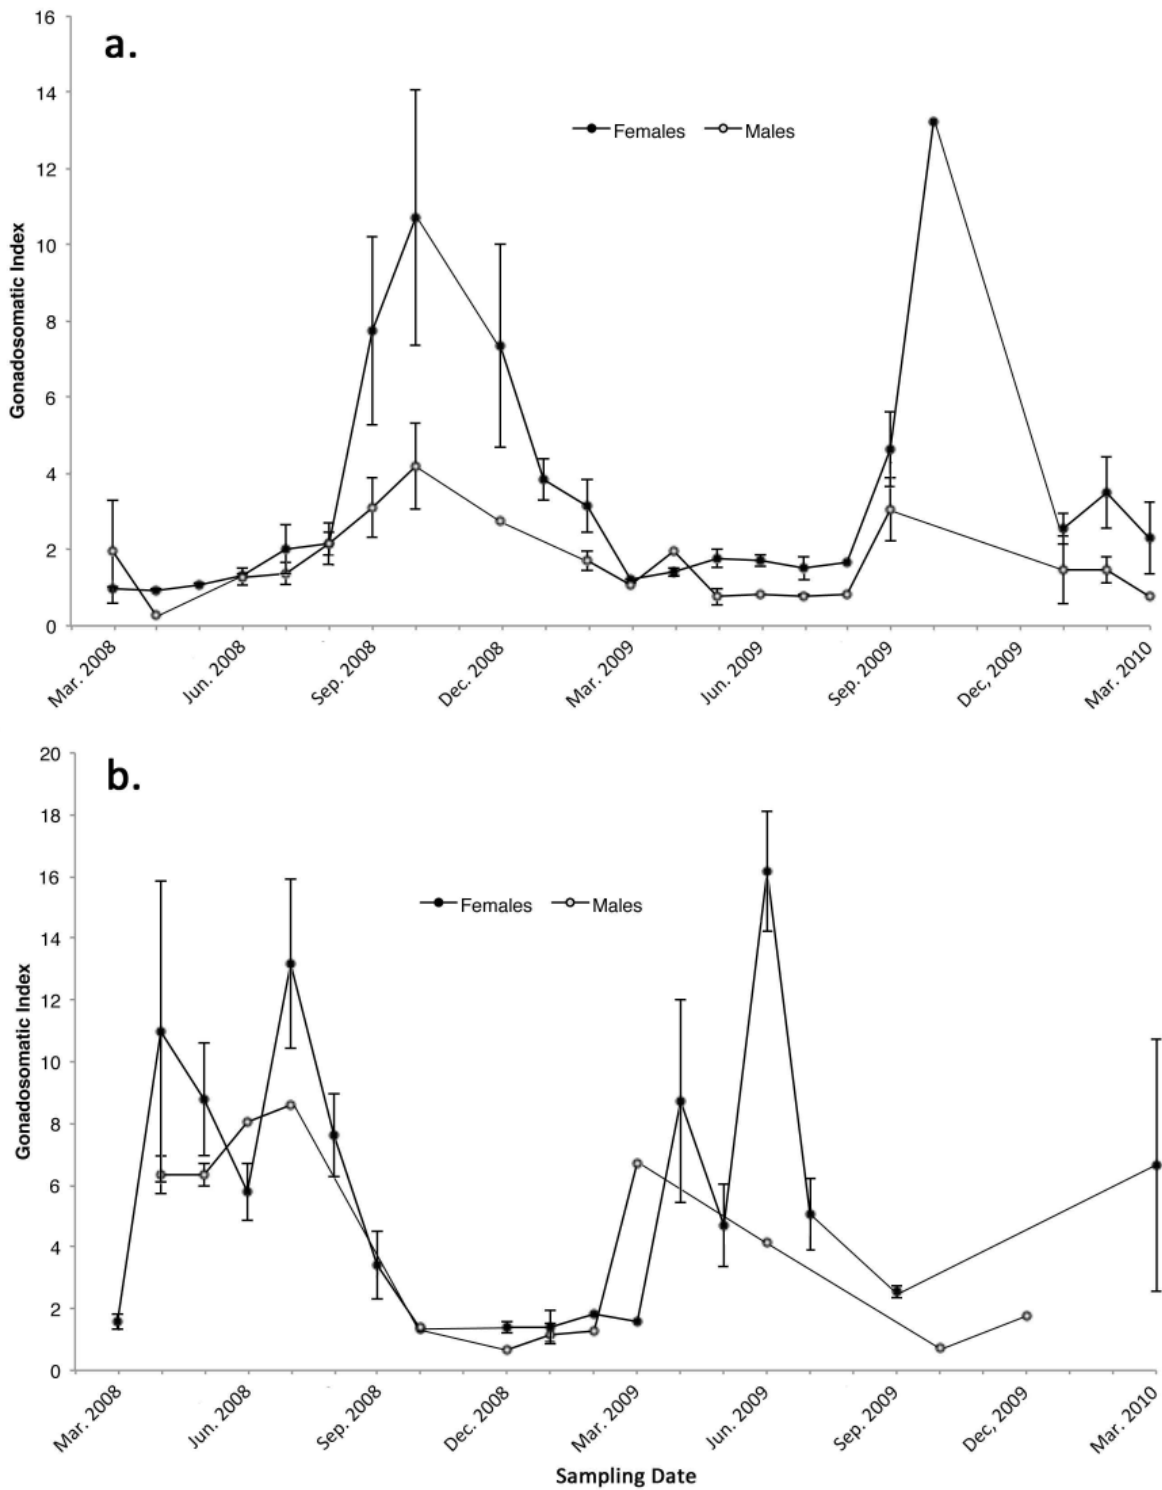 a.
16
14
12
10
8
6
4
2
0
Gonadosomatic Index
Females Males
Mar. 2008 Jun. 2008 Sep. 2008 Dec. 2008 Mar. 2009 Jun. 2009 Sep. 2009 Dec, 2009 Mar. 2010
b.
20
18
16
14
12
10
8
6
4
2
0
Gonadosomatic Index
Females Males
Mar. 2008 Jun. 2008 Sep. 2008 Dec. 2008 Mar. 2009 Jun. 2009 Sep. 2009 Dec, 2009 Mar. 2010
Sampling Date